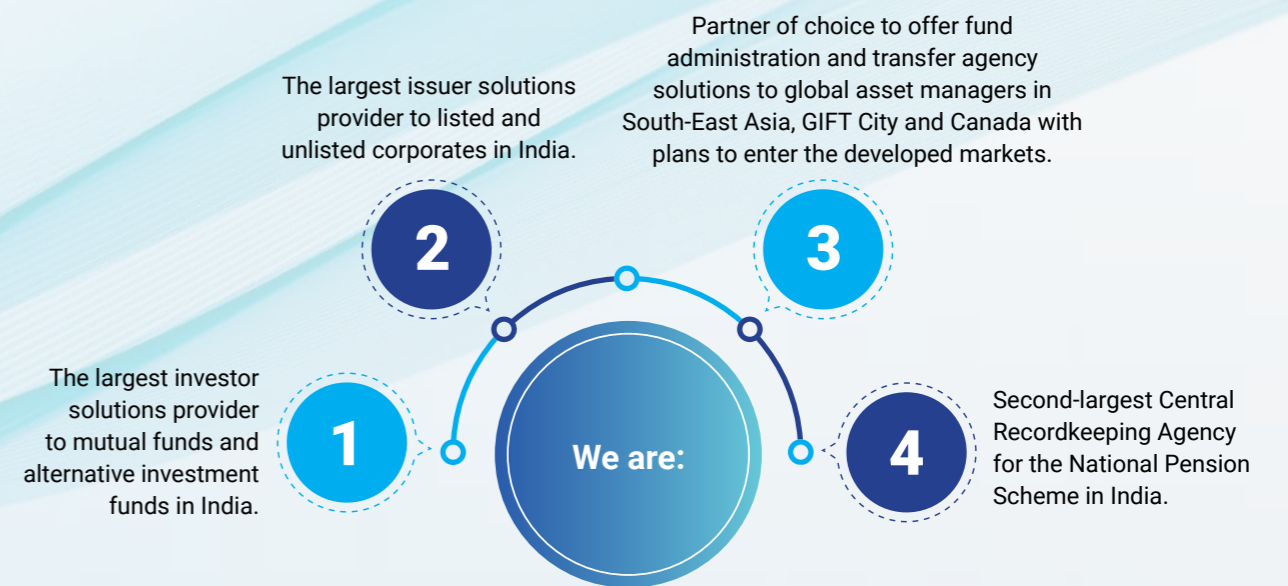 We are:
1
The largest investor
solutions provider
to mutual funds and
alternative investment
funds in India.
2
The largest issuer solutions
provider to listed and
unlisted corporates in India.
3
Partner of choice to offer fund
administration and transfer agency
solutions to global asset managers in
South-East Asia, GIFT City and Canada with
plans to enter the developed markets.
4
Second-largest Central
Recordkeeping Agency
for the National Pension
Scheme in India.